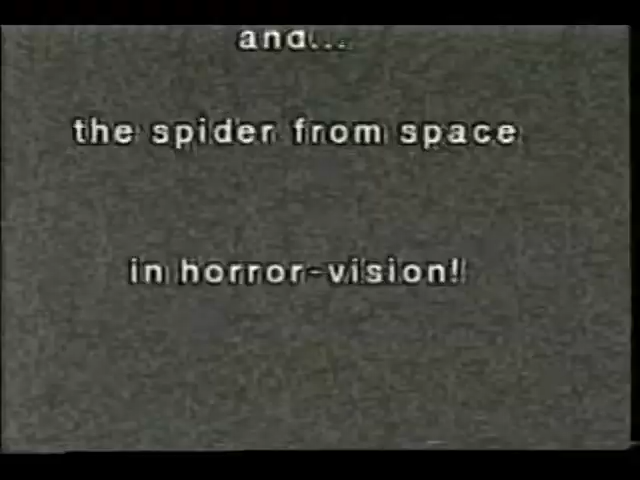 and...
the spider from space
in horror-vision!!